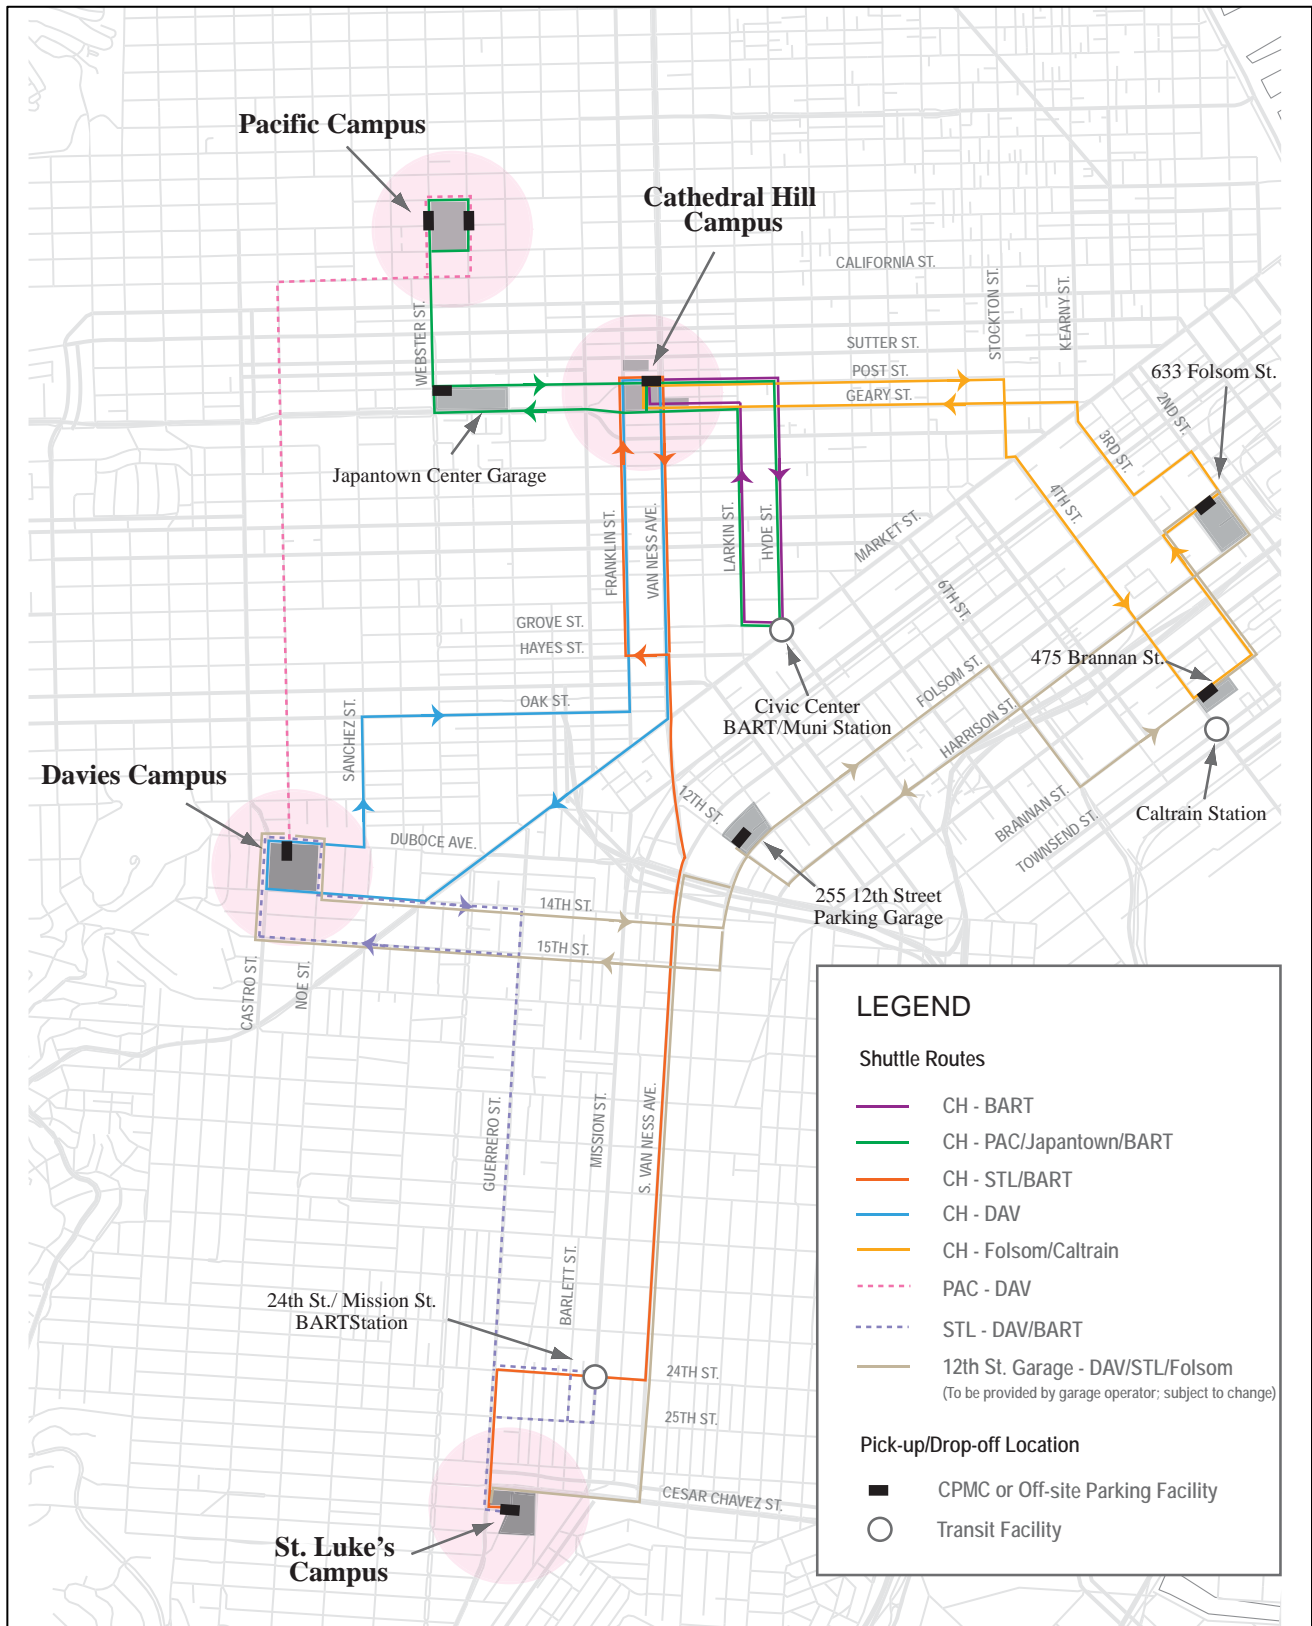 Pacific Campus
Cathedral Hill
Campus
CALIFORNIA ST.
STOCKTON ST.
KEARNY ST.
WEBSTER ST.
SUTTER ST.
POST ST.
GEARY ST.
633 Folsom St.
2ND ST.
3RD ST.
4TH ST.
Japantown Center Garage
MARKET ST.
FRANKLIN ST.
VAN NESS AVE.
LARKIN ST.
HYDE ST.
6TH ST.
GROVE ST.
HAYES ST.
475 Brannan St.
FOLSOM ST.
OAK ST.
Civic Center
BART/Muni Station
HARRISON ST.
SANCHEZ ST.
Davies Campus
12TH ST.
BRANNAN ST.
TOWNSEND ST.
Caltrain Station
DUBOCE AVE.
255 12th Street
Parking Garage
14TH ST.
15TH ST.
CASTRO ST.
NOE ST.
GUERRERO ST.
MISSION ST.
S. VAN NESS AVE.
BARLETT ST.
24th St./ Mission St.
BARTStation
24TH ST.
25TH ST.
CESAR CHAVEZ ST.
St. Luke's
Campus
LEGEND
Shuttle Routes
CH - BART
CH - PAC/Japantown/BART
CH - STL/BART
CH - DAV
CH - Folsom/Caltrain
PAC - DAV
STL - DAV/BART
12th St. Garage - DAV/STL/Folsom
(To be provided by garage operator; subject to change)
Pick-up/Drop-off Location
CPMC or Off-site Parking Facility
Transit Facility